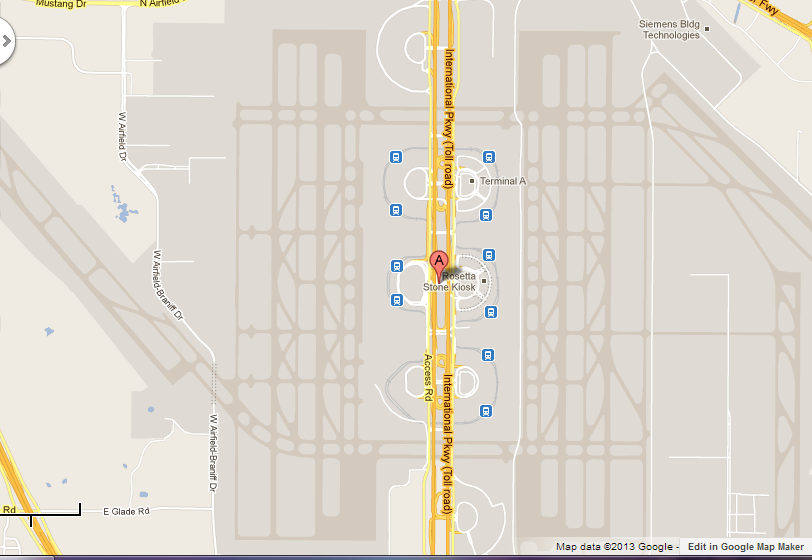 Mustang Dr
N Airfield
Fwy
Siemens Bldg
Technologies
International Pkwy (Toll road)
W Airfield Dr
Terminal A
A
Rosetta
Stone Kiosk
W Airfield-Braniff Dr
Access Rd
International Pkwy (Toll road)
W Airfield-Braniff Dr
Rd
E Glade Rd
Map data ©2013 Google - Edit in Google Map Maker